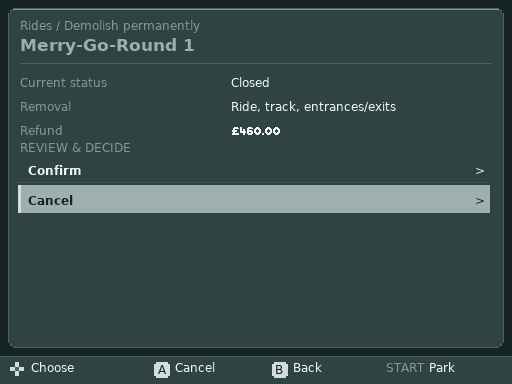 Rides / Demolish permanently
Merry-Go-Round 1
Current status Closed
Removal Ride, track, entrances/exits
Refund £460.00
REVIEW & DECIDE
Confirm >
Cancel >
Choose A Cancel B Back START Park